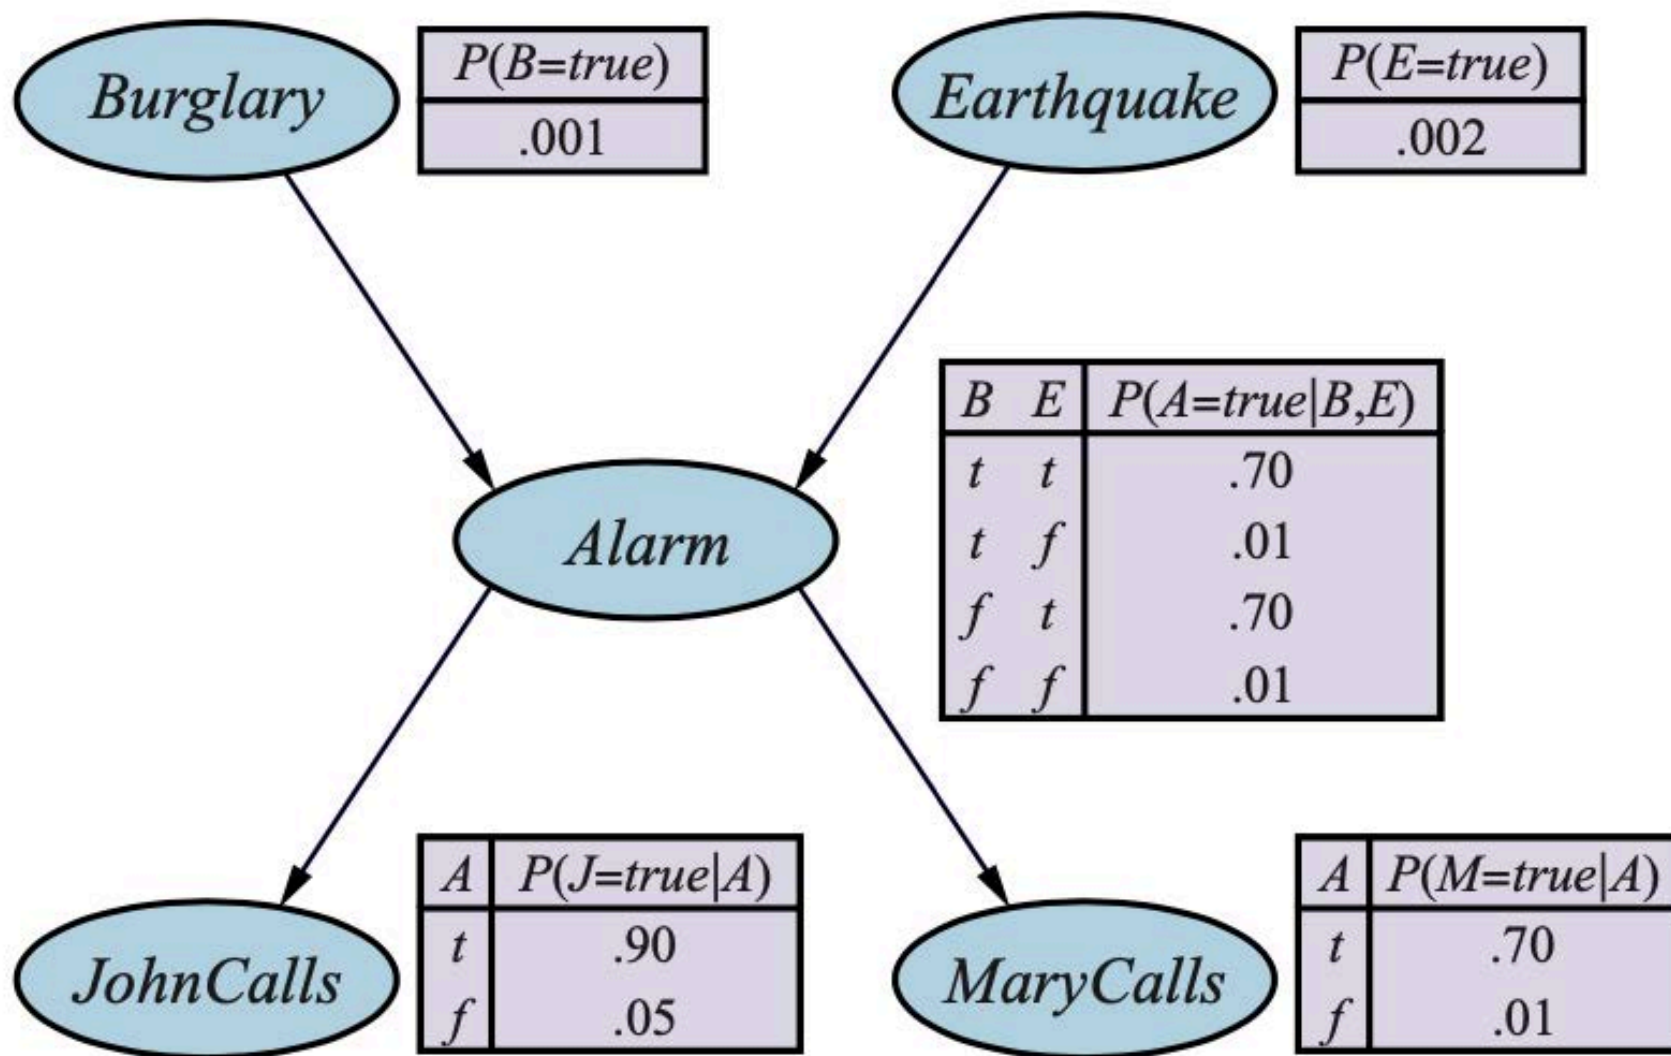 Burglary
P(B=true)
.001
Earthquake
P(E=true)
.002
B E P(A=true|B,E)
t t .70
t f .01
f t .70
f f .01
Alarm
JohnCalls
A P(J=true|A)
t .90
f .05
MaryCalls
A P(M=true|A)
t .70
f .01